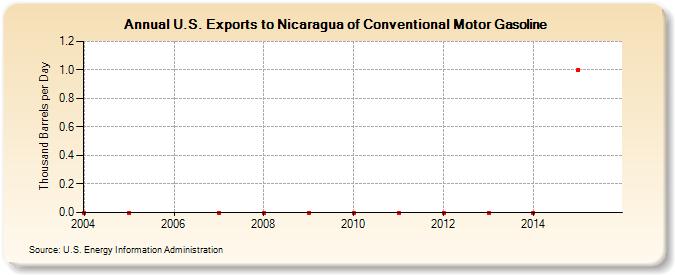 Annual U.S. Exports to Nicaragua of Conventional Motor Gasoline
Thousand Barrels per Day
1.2
1.0
0.8
0.6
0.4
0.2
0.0
2004 2006 2008 2010 2012 2014
Source: U.S. Energy Information Administration